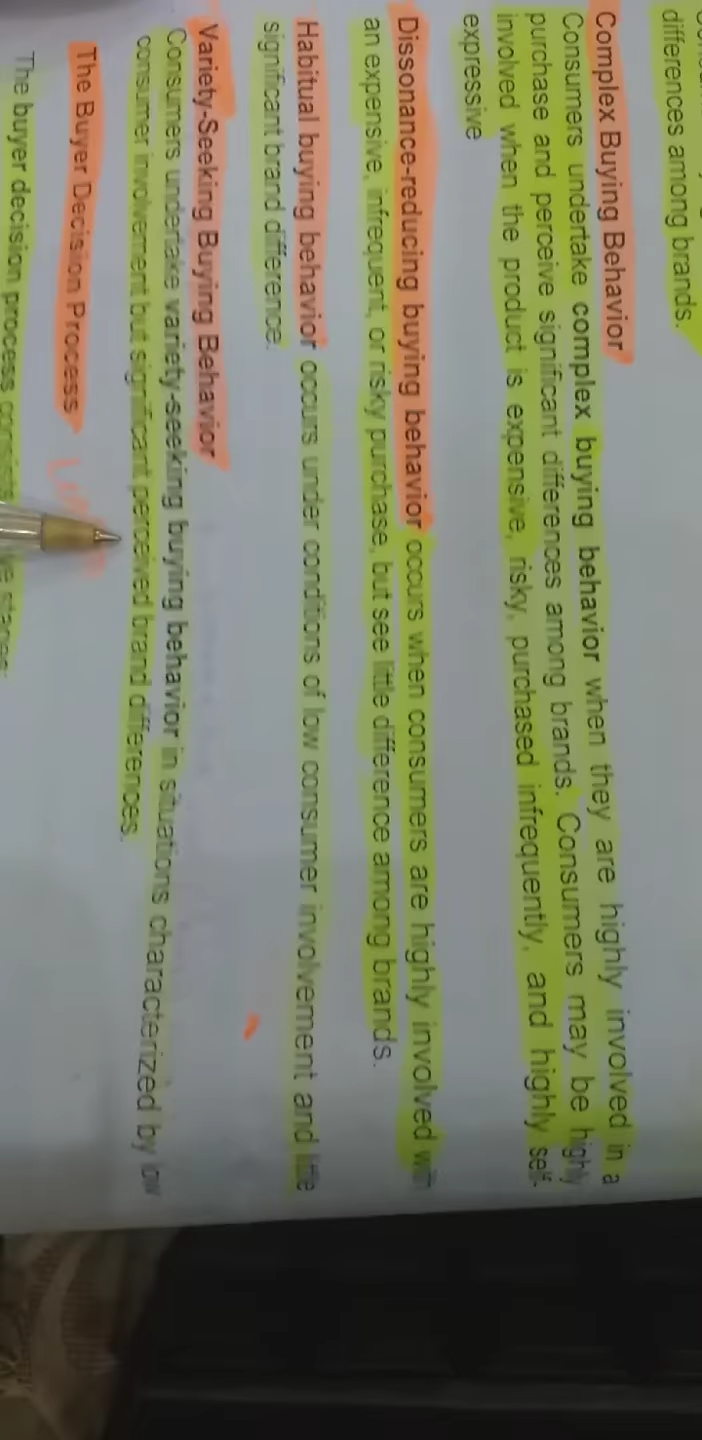 differences among brands.
Complex Buying Behavior
Consumers undertake complex buying behavior when they are highly involved in a
purchase and perceive significant differences among brands. Consumers may be highly
involved when the product is expensive, risky, purchased infrequently, and highly self-
expressive
Dissonance-reducing buying behavior occurs when consumers are highly involved with
an expensive, infrequent, or risky purchase, but see little difference among brands.
Habitual buying behavior occurs under conditions of low consumer involvement and little
significant brand difference.
Variety-Seeking Buying Behavior
Consumers undertake variety-seeking buying behavior in situations characterized by low
consumer involvement but significant perceived brand differences.
The Buyer Decision Process
The buyer decision process stages: